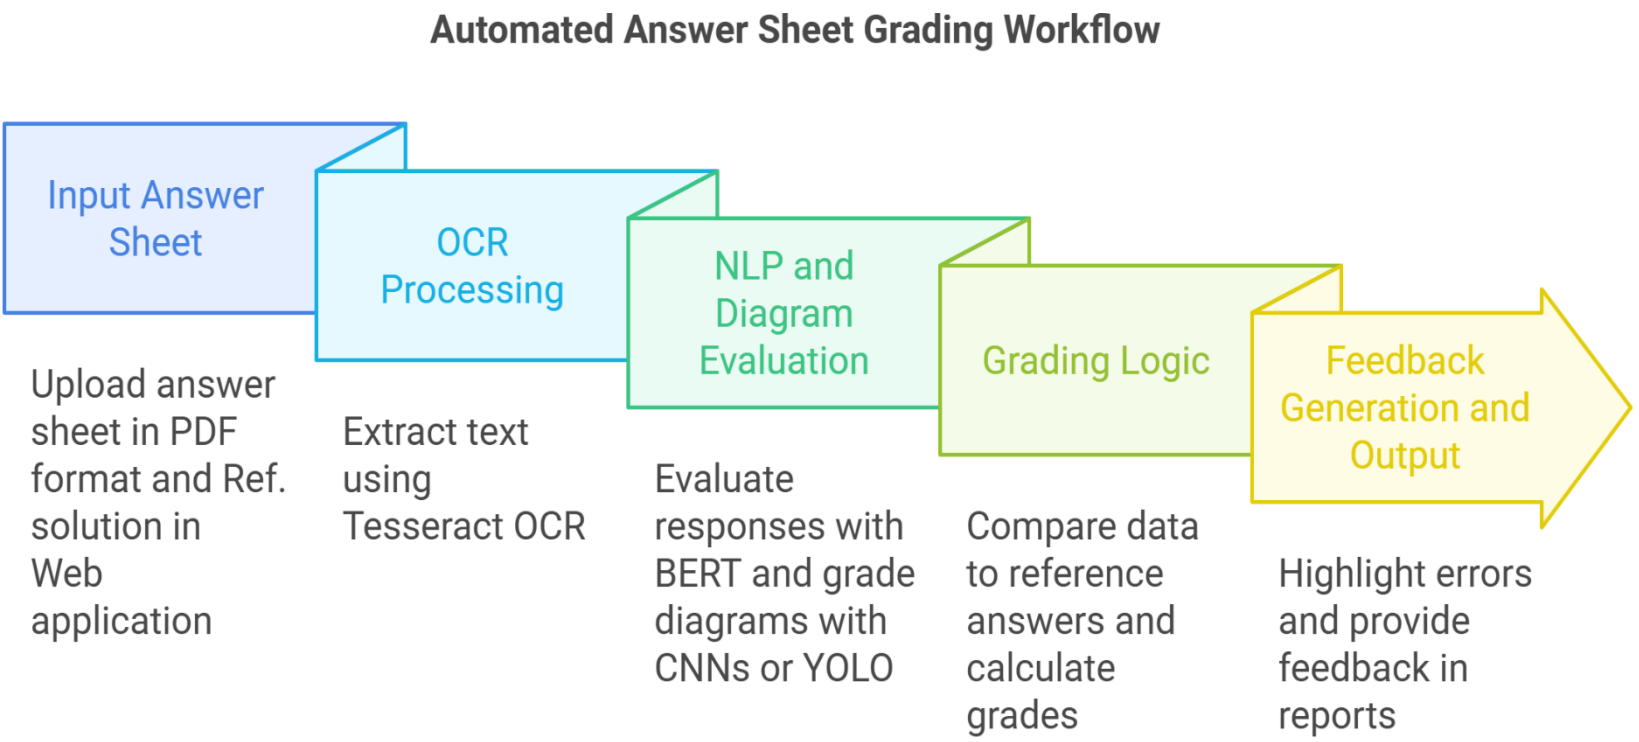 Automated Answer Sheet Grading Workflow
Input Answer
Sheet
Upload answer
sheet in PDF
format and Ref.
solution in
Web
application
OCR
Processing
Extract text
using
Tesseract OCR
NLP and
Diagram
Evaluation
Evaluate
responses with
BERT and grade
diagrams with
CNNs or YOLO
Grading Logic
Compare data
to reference
answers and
calculate
grades
Feedback
Generation and
Output
Highlight errors
and provide
feedback in
reports